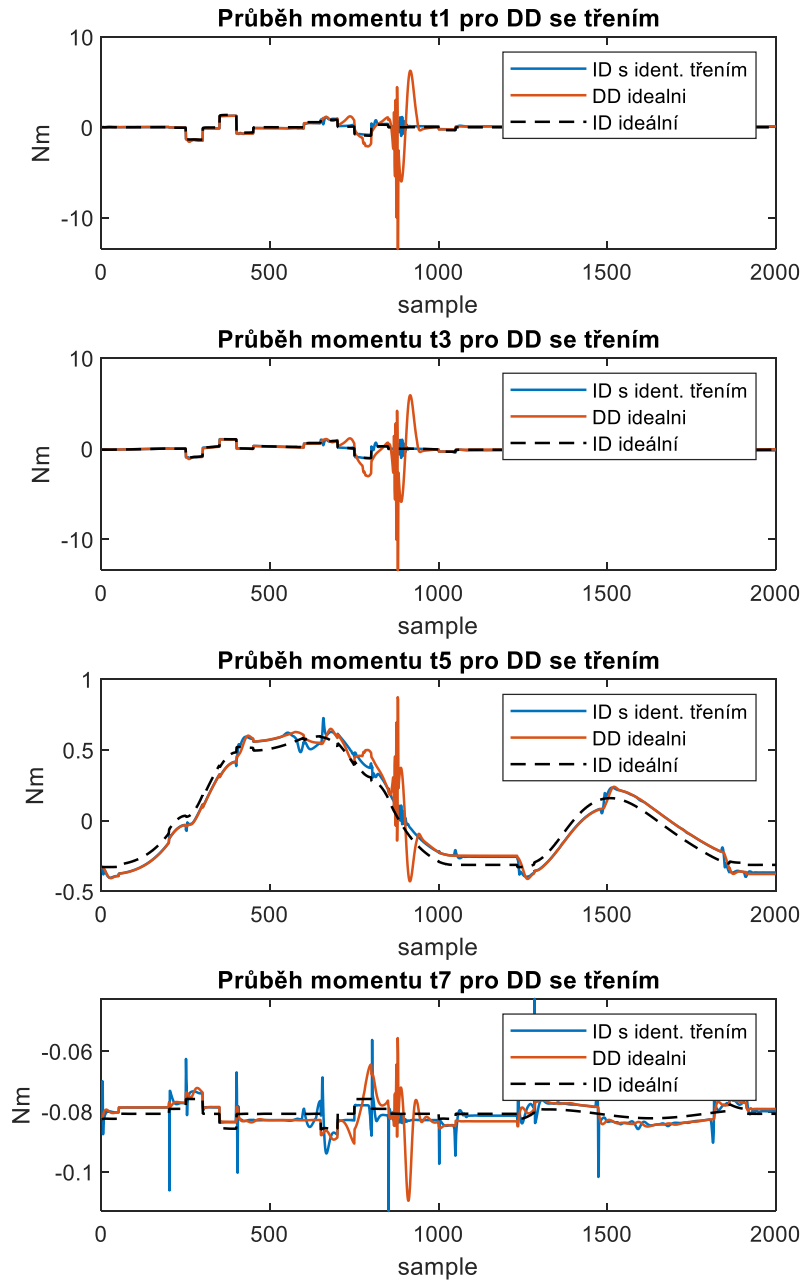 Průběh momentu t1 pro DD se třením
10
0
-10
Nm
ID s ident. třením
DD idealni
ID ideální
0
500
1000
1500
2000
sample
Průběh momentu t3 pro DD se třením
10
0
-10
Nm
ID s ident. třením
DD idealni
ID ideální
0
500
1000
1500
2000
sample
Průběh momentu t5 pro DD se třením
1
0.5
0
-0.5
Nm
ID s ident. třením
DD idealni
ID ideální
0
500
1000
1500
2000
sample
Průběh momentu t7 pro DD se třením
-0.06
-0.08
-0.1
Nm
ID s ident. třením
DD idealni
ID ideální
0
500
1000
1500
2000
sample